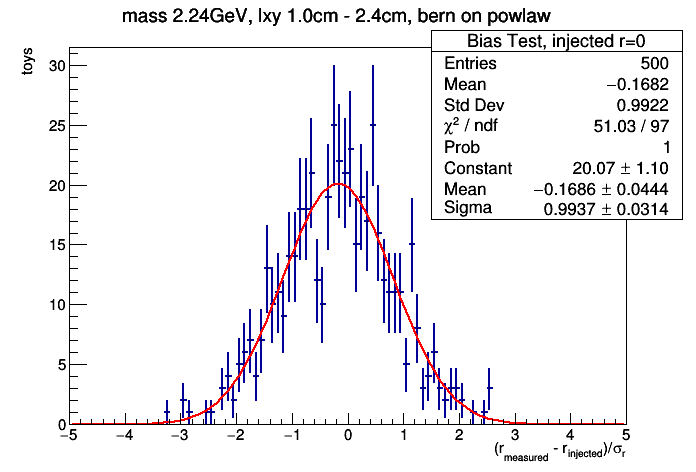 mass 2.24GeV, lxy 1.0cm - 2.4cm, bern on powlaw
Bias Test, injected r=0
Entries 500
Mean −0.1682
Std Dev 0.9922
χ² / ndf 51.03 / 97
Prob 1
Constant 20.07 ± 1.10
Mean −0.1686 ± 0.0444
Sigma 0.9937 ± 0.0314
toys
30
25
20
15
10
5
0
−5 −4 −3 −2 −1 0 1 2 3 4 5
(r_measured - r_injected)/σ_r